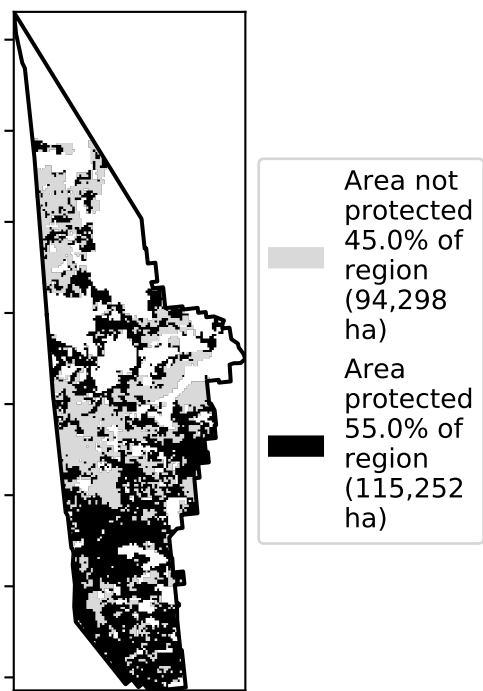 Area not
protected
45.0% of
region
(94,298
ha)
Area
protected
55.0% of
region
(115,252
ha)